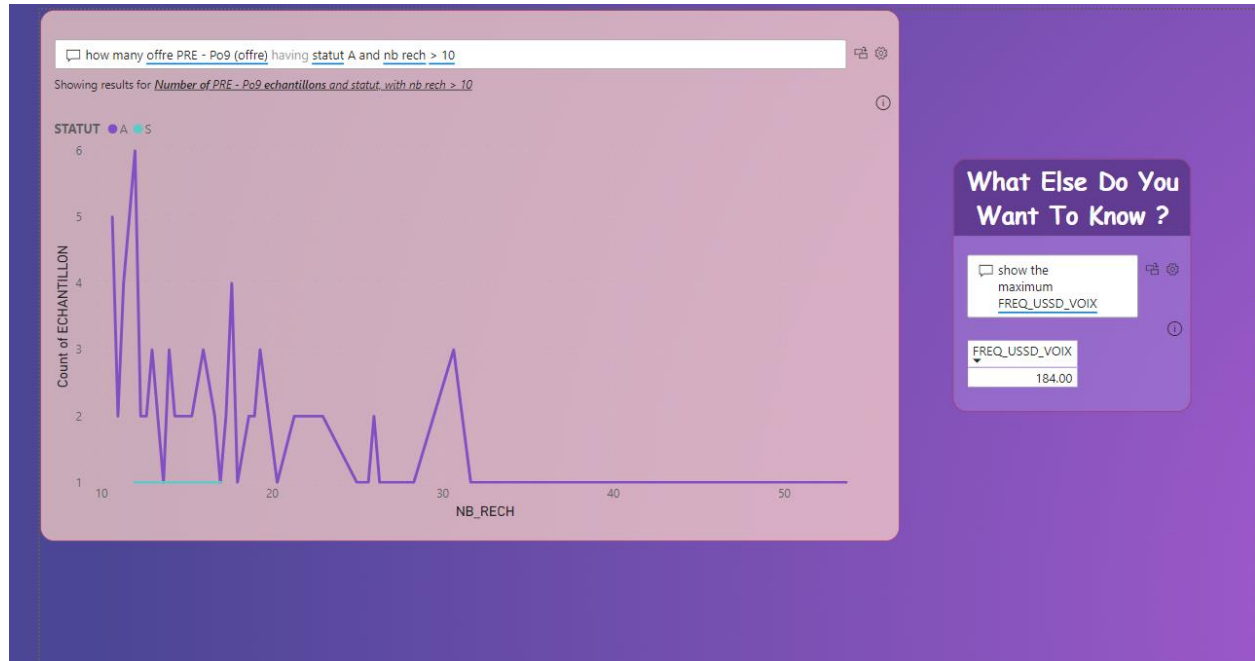 how many offre PRE - Po9 (offre) having statut A and nb rech > 10
Showing results for Number of PRE - Po9 echantillons and statut, with nb rech > 10
STATUT A S
6
5
4
3
2
1
Count of ECHANTILLON
10 20 30 40 50
NB_RECH
What Else Do You
Want To Know ?
show the
maximum
FREQ_USSD_VOIX
FREQ_USSD_VOIX
184.00